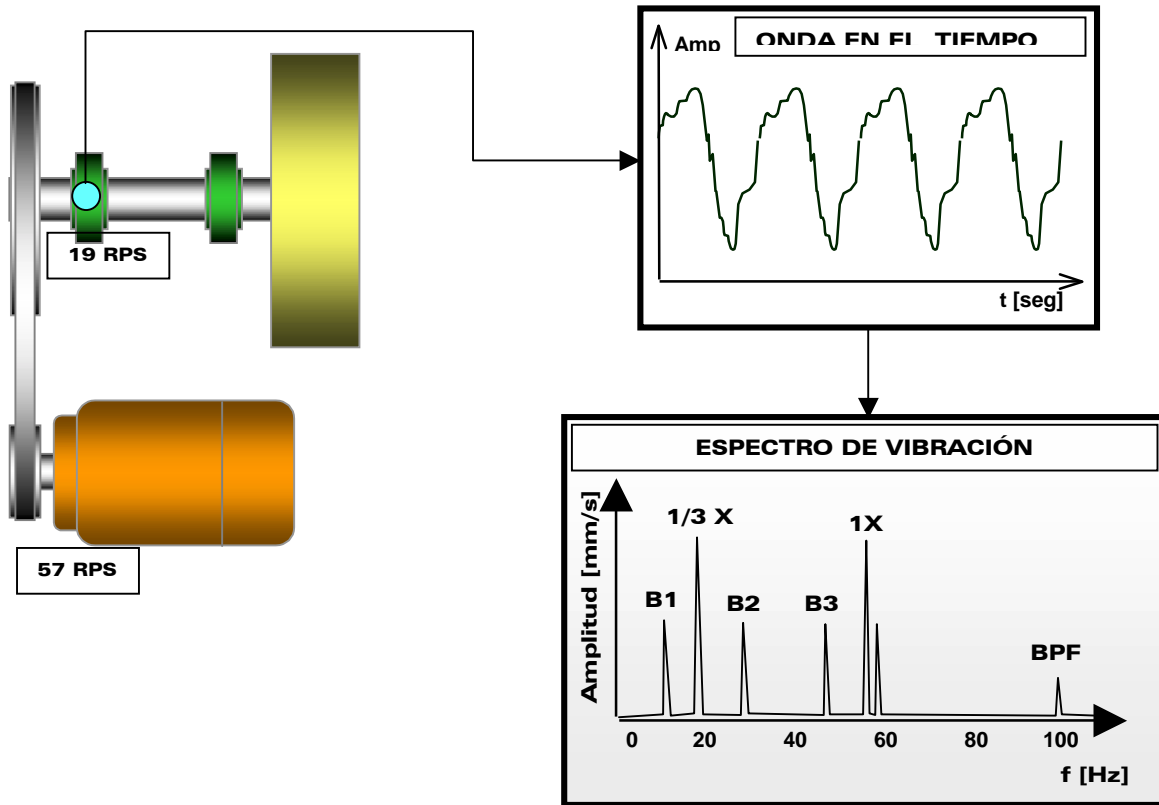 Amp
ONDA EN EL TIEMPO
19 RPS
t [seg]
57 RPS
ESPECTRO DE VIBRACIÓN
Amplitud [mm/s]
1/3 X
1X
B1
B2
B3
BPF
0 20 40 60 80 100
f [Hz]